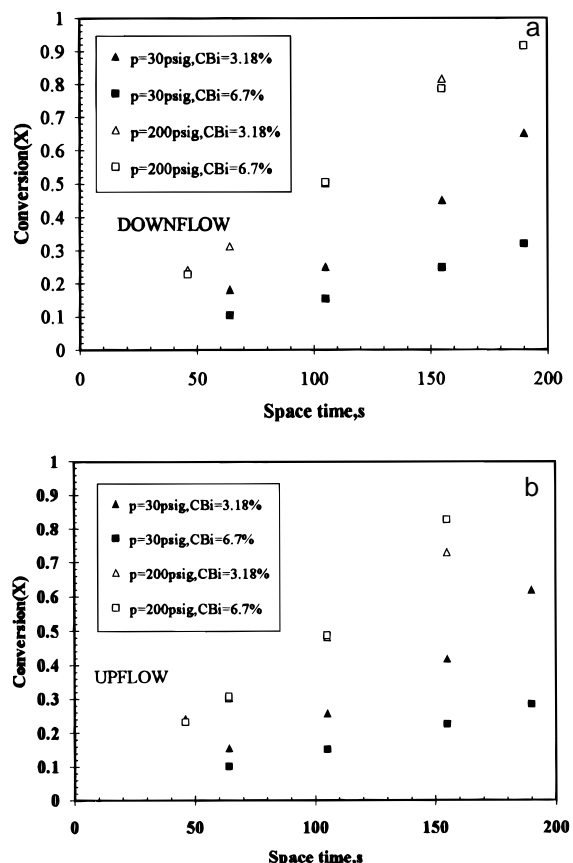 a
1
0.9
0.8
0.7
0.6
0.5
0.4
0.3
0.2
0.1
0
Conversion(X)
p=30psig,CBi=3.18%
p=30psig,CBi=6.7%
p=200psig,CBi=3.18%
p=200psig,CBi=6.7%
DOWNFLOW
0 50 100 150 200
Space time,s
b
1
0.9
0.8
0.7
0.6
0.5
0.4
0.3
0.2
0.1
0
Conversion(X)
p=30psig,CBi=3.18%
p=30psig,CBi=6.7%
p=200psig,CBi=3.18%
p=200psig,CBi=6.7%
UPFLOW
0 50 100 150 200
Space time,s